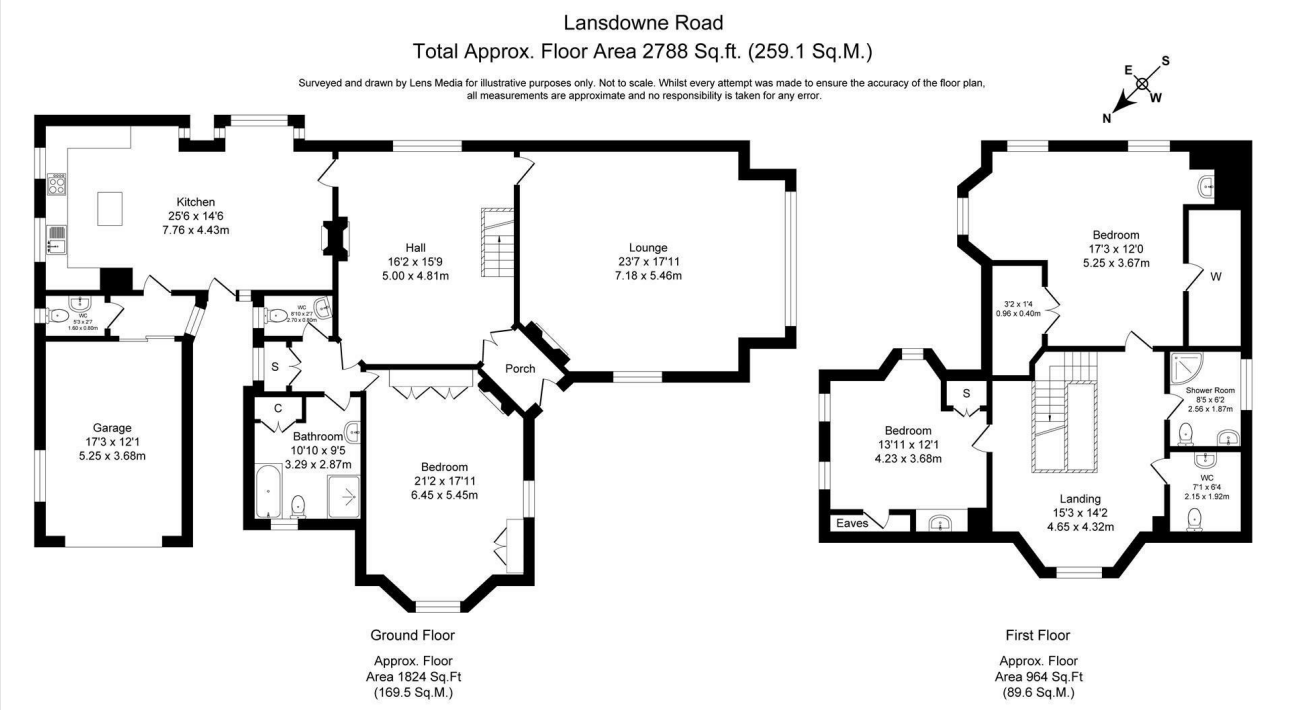 Lansdowne Road
Total Approx. Floor Area 2788 Sq.ft. (259.1 Sq.M.)
Surveyed and drawn by Lens Media for illustrative purposes only. Not to scale. Whilst every attempt was made to ensure the accuracy of the floor plan,
all measurements are approximate and no responsibility is taken for any error.
E
S
N
W
Kitchen
25'6 x 14'6
7.76 x 4.43m
Hall
16'2 x 15'9
5.00 x 4.81m
Lounge
23'7 x 17'11
7.18 x 5.46m
WC
5'3 x 2'7
1.60 x 0.80m
WC
8'10 x 2'7
2.70 x 0.80m
S
Porch
C
Garage
17'3 x 12'1
5.25 x 3.68m
Bathroom
10'10 x 9'5
3.29 x 2.87m
Bedroom
21'2 x 17'11
6.45 x 5.45m
Ground Floor
Approx. Floor
Area 1824 Sq.Ft
(169.5 Sq.M.)
Bedroom
17'3 x 12'0
5.25 x 3.67m
W
3'2 x 1'4
0.96 x 0.40m
S
Shower Room
8'5 x 6'2
2.56 x 1.87m
Bedroom
13'11 x 12'1
4.23 x 3.68m
WC
7'1 x 6'4
2.15 x 1.92m
Landing
15'3 x 14'2
4.65 x 4.32m
Eaves
First Floor
Approx. Floor
Area 964 Sq.Ft
(89.6 Sq.M.)